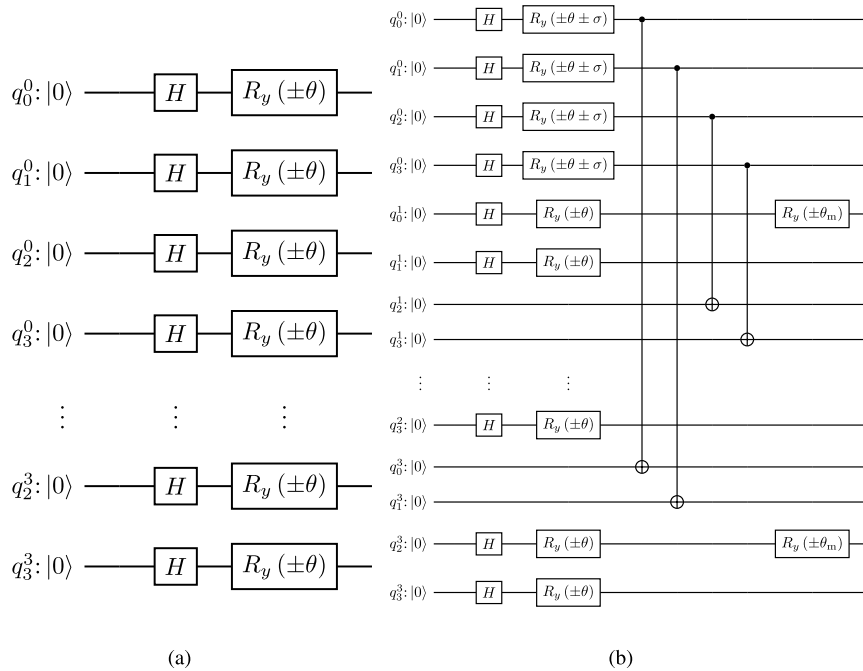 q_0^0: |0⟩ H R_y (±θ)
q_1^0: |0⟩ H R_y (±θ)
q_2^0: |0⟩ H R_y (±θ)
q_3^0: |0⟩ H R_y (±θ)
⋮ ⋮ ⋮
q_2^3: |0⟩ H R_y (±θ)
q_3^3: |0⟩ H R_y (±θ)
(a)
q_0^0: |0⟩ H R_y (±θ ± σ)
q_1^0: |0⟩ H R_y (±θ ± σ)
q_2^0: |0⟩ H R_y (±θ ± σ)
q_3^0: |0⟩ H R_y (±θ ± σ)
q_0^1: |0⟩ H R_y (±θ) R_y (±θ_m)
q_1^1: |0⟩ H R_y (±θ)
q_2^1: |0⟩
q_3^1: |0⟩
⋮ ⋮ ⋮
q_3^2: |0⟩ H R_y (±θ)
q_0^3: |0⟩
q_1^3: |0⟩
q_2^3: |0⟩ H R_y (±θ) R_y (±θ_m)
q_3^3: |0⟩ H R_y (±θ)
(b)